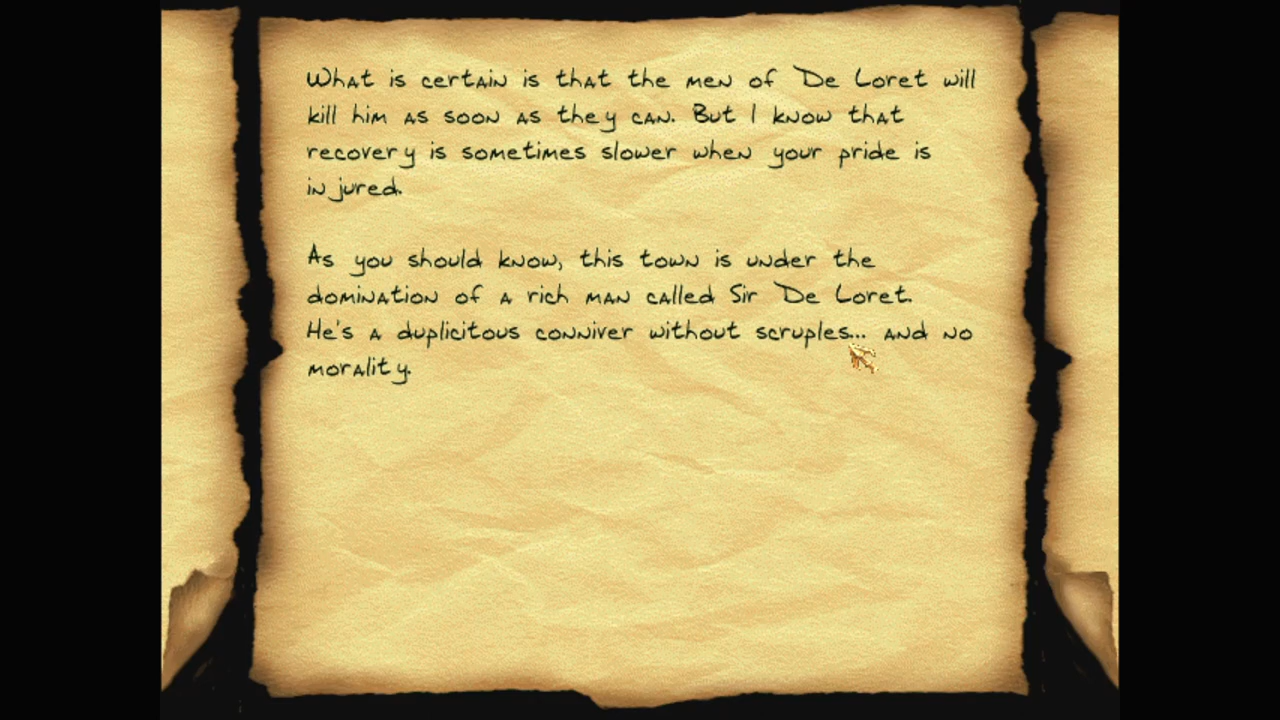 What is certain is that the men of De Loret will
kill him as soon as they can. But I know that
recovery is sometimes slower when your pride is
injured.
As you should know, this town is under the
domination of a rich man called Sir De Loret.
He's a duplicitous conniver without scruples... and no
morality.